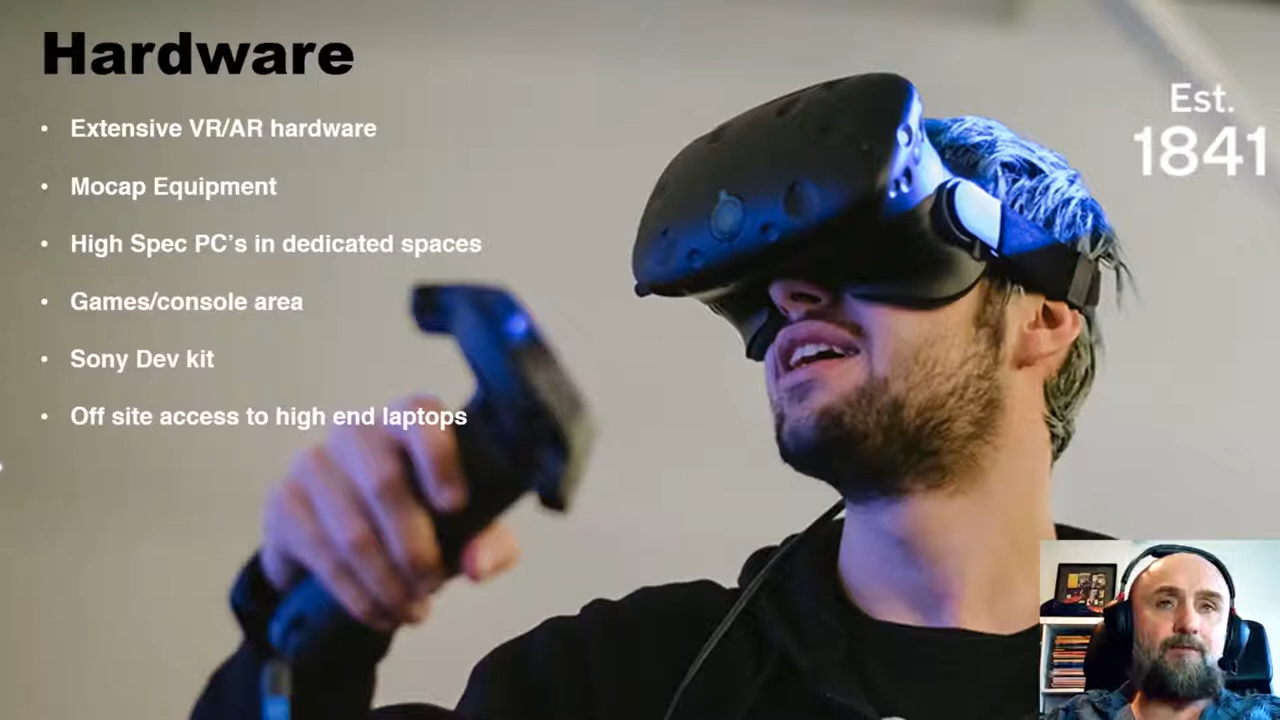 Hardware
Est.
1841
• Extensive VR/AR hardware
• Mocap Equipment
• High Spec PC’s in dedicated spaces
• Games/console area
• Sony Dev kit
• Off site access to high end laptops